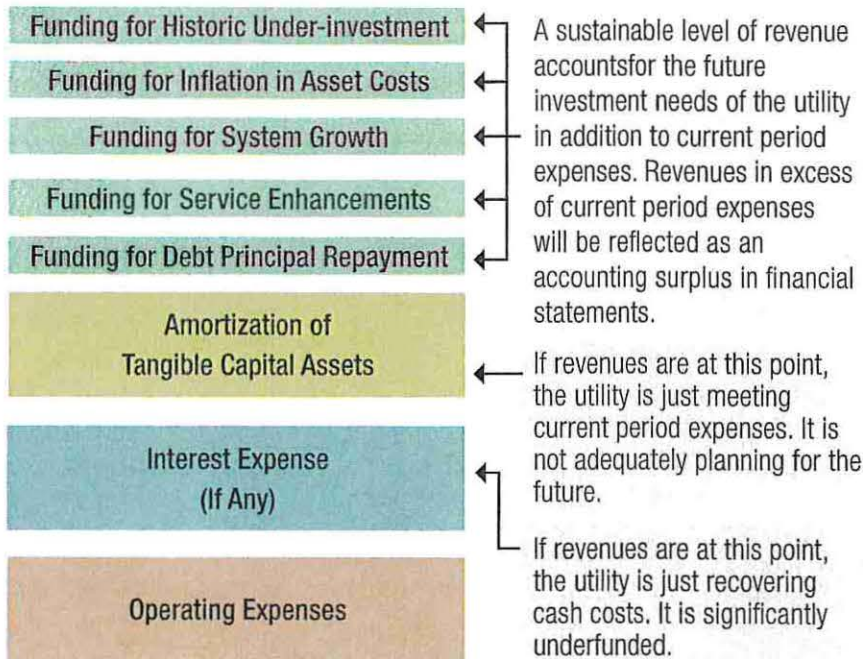 Funding for Historic Under-investment
Funding for Inflation in Asset Costs
Funding for System Growth
Funding for Service Enhancements
Funding for Debt Principal Repayment
A sustainable level of revenue
accountsfor the future
investment needs of the utility
in addition to current period
expenses. Revenues in excess
of current period expenses
will be reflected as an
accounting surplus in financial
statements.
Amortization of
Tangible Capital Assets
If revenues are at this point,
the utility is just meeting
current period expenses. It is
not adequately planning for the
future.
Interest Expense
(If Any)
If revenues are at this point,
the utility is just recovering
cash costs. It is significantly
underfunded.
Operating Expenses